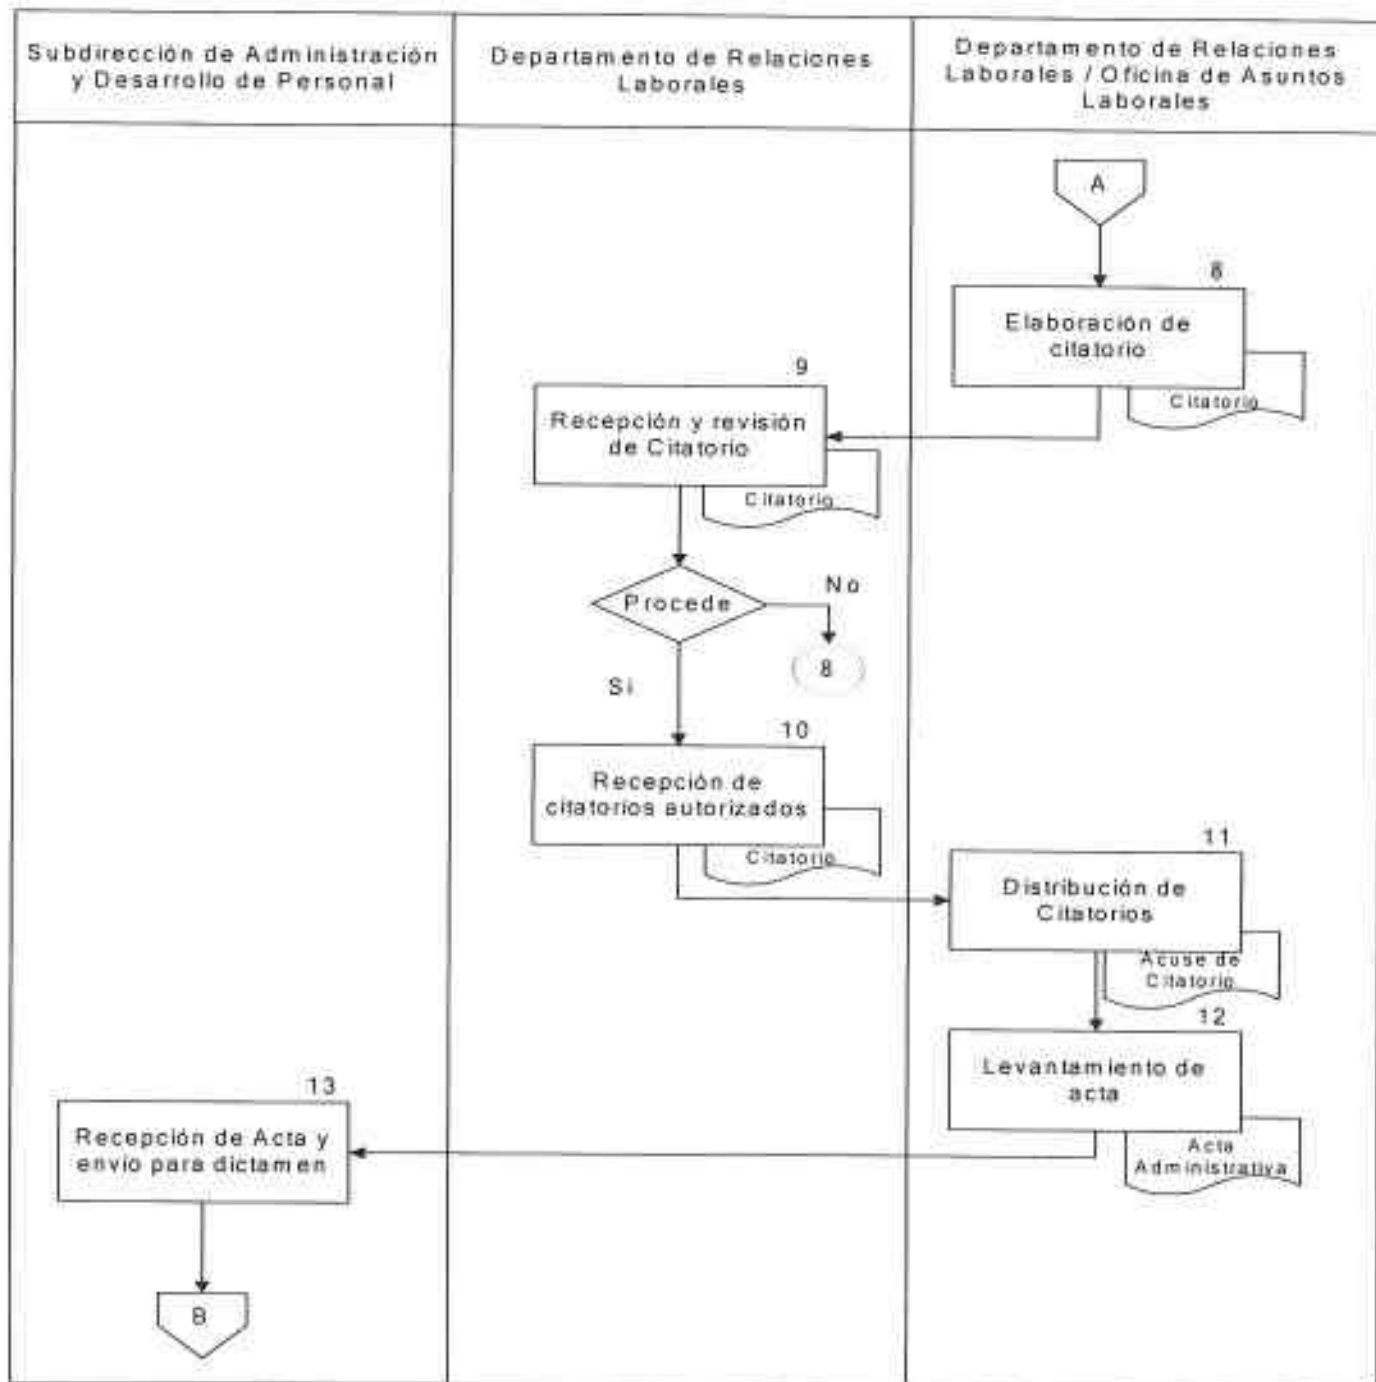 Subdirección de Administración
y Desarrollo de Personal
Departamento de Relaciones
Laborales
Departamento de Relaciones
Laborales / Oficina de Asuntos
Laborales
A
8
Elaboración de
citatorio
Citatorio
9
Recepción y revisión
de Citatorio
Citatorio
Procede
No
8
Si
10
Recepción de
citatorios autorizados
Citatorio
11
Distribución de
Citatorios
Acuse de
Citatorio
12
Levantamiento de
acta
Acta
Administrativa
13
Recepción de Acta y
envío para dictamen
B